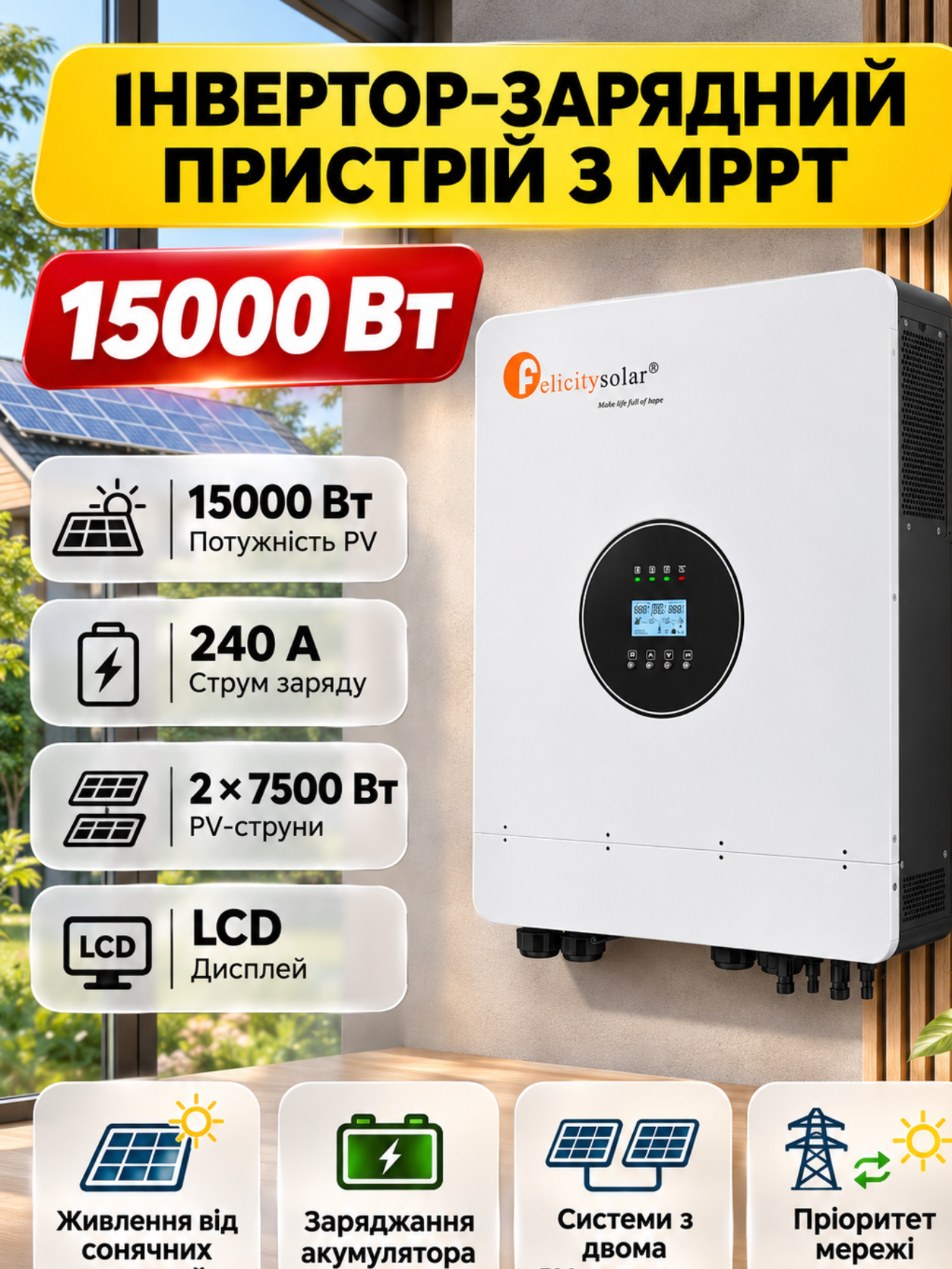 ІНВЕРТОР-ЗАРЯДНИЙ
ПРИСТРІЙ З МРРТ
15000 Вт
felicitysolar®
Make life full of hope
15000 Вт
Потужність PV
240 А
Струм заряду
2 × 7500 Вт
PV-струни
LCD
LCD
Дисплей
Живлення від
сонячних
Заряджання
акумулятора
Системи з
двома
Пріоритет
мережі